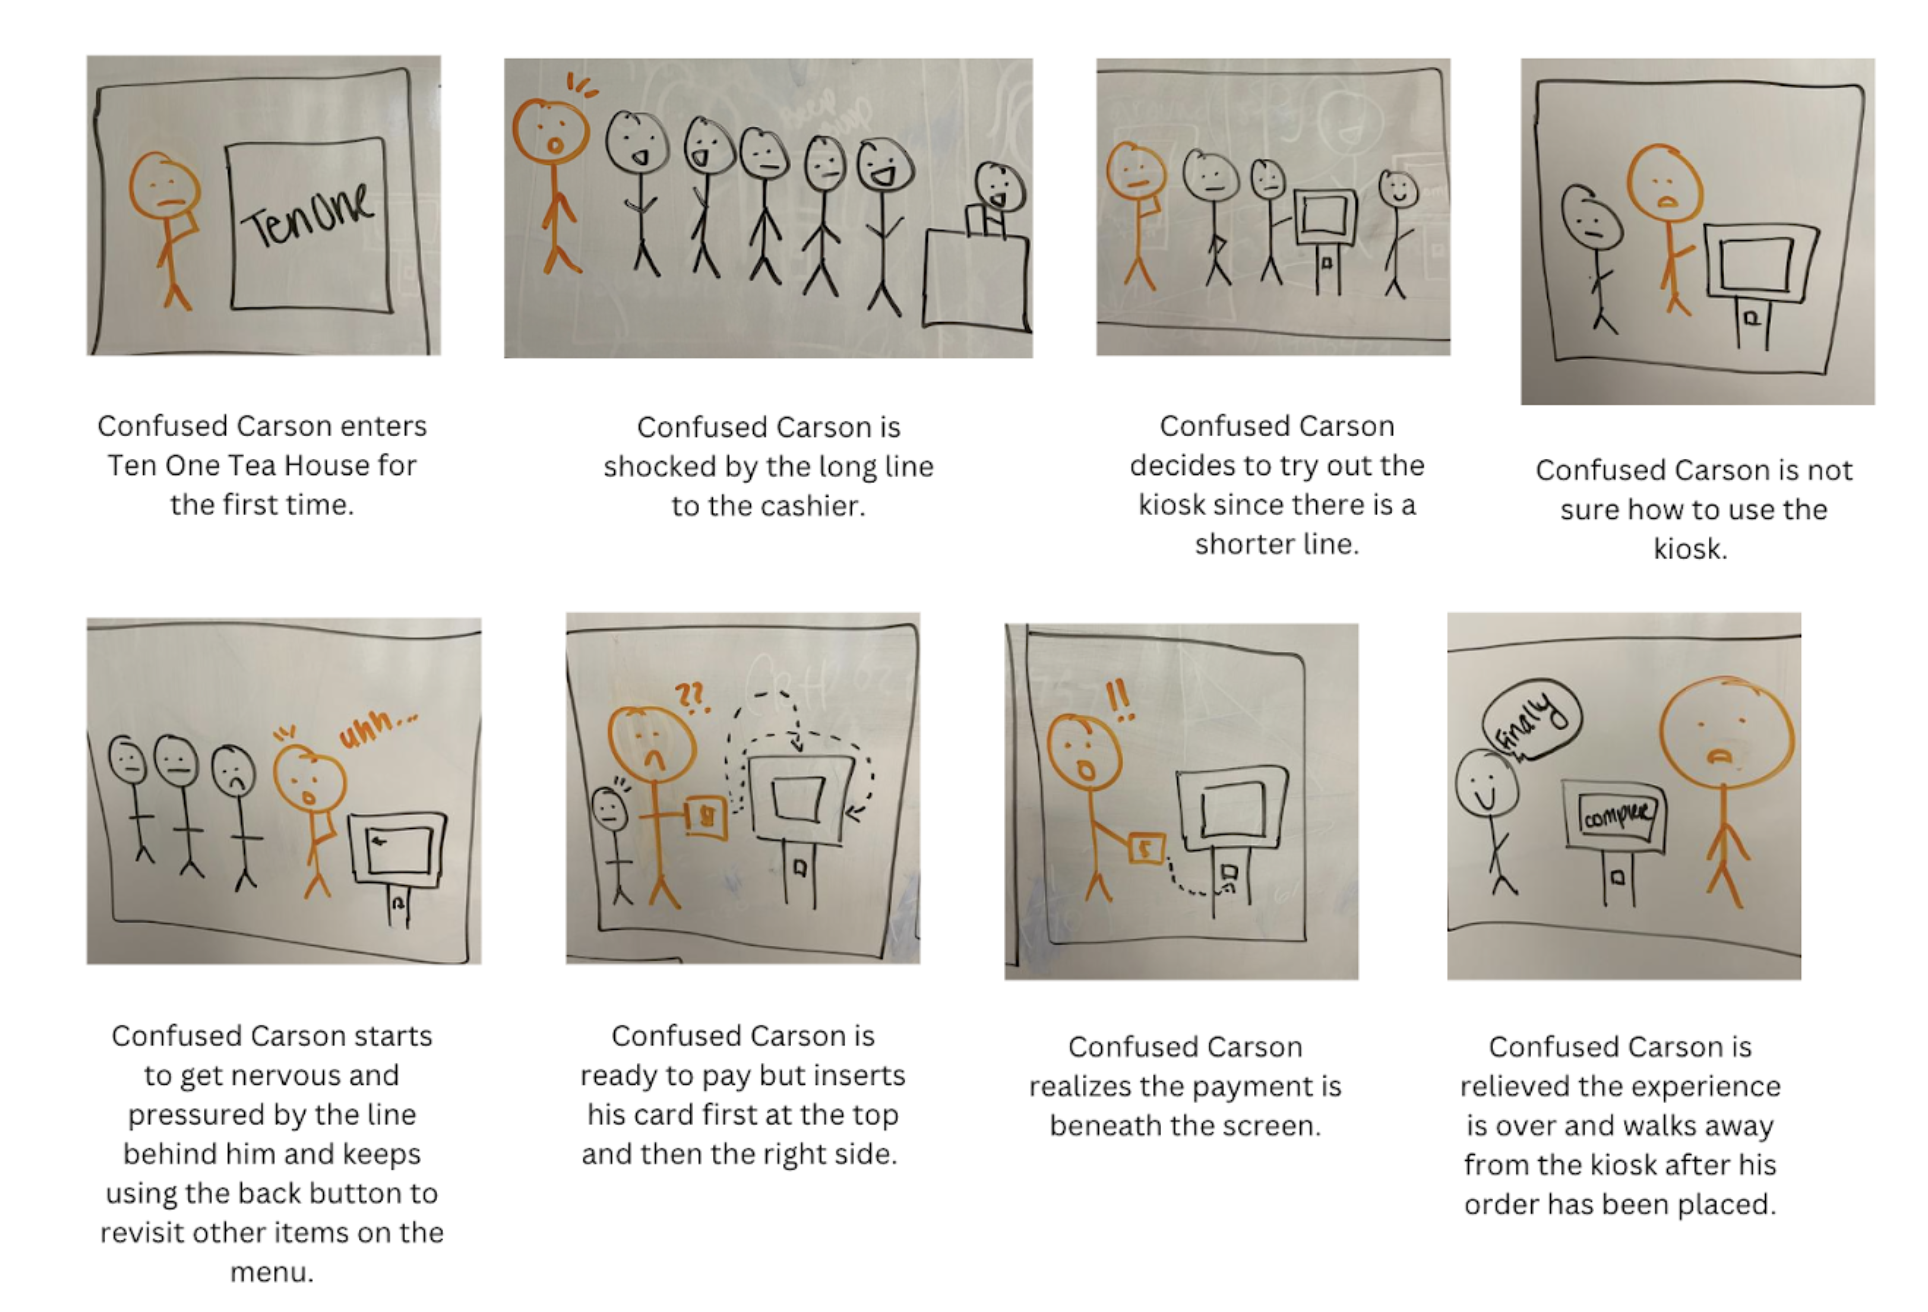 TenOne
Confused Carson enters
Ten One Tea House for
the first time.
Confused Carson is
shocked by the long line
to the cashier.
Confused Carson
decides to try out the
kiosk since there is a
shorter line.
Confused Carson is not
sure how to use the
kiosk.
uhh...
Confused Carson starts
to get nervous and
pressured by the line
behind him and keeps
using the back button to
revisit other items on the
menu.
??
Confused Carson is
ready to pay but inserts
his card first at the top
and then the right side.
!!
Confused Carson
realizes the payment is
beneath the screen.
Finally
Confused Carson is
relieved the experience
is over and walks away
from the kiosk after his
order has been placed.